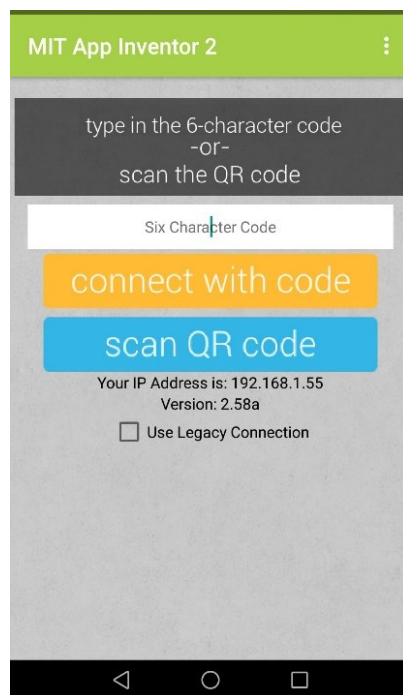 MIT App Inventor 2
type in the 6-character code
-or-
scan the QR code
Six Character Code
connect with code
scan QR code
Your IP Address is: 192.168.1.55
Version: 2.58a
Use Legacy Connection